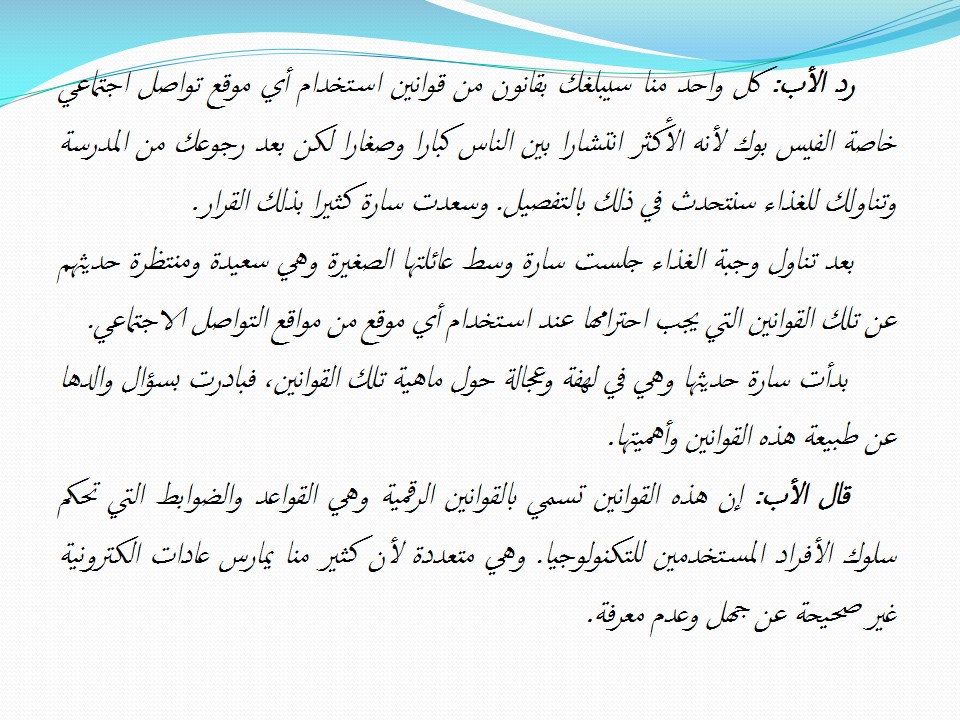 رد الأب: كل واحد منا سيبلغك بقانون من قوانين استخدام أي موقع تواصل اجتماعي
خاصة الفيس بوك لأنه الأكثر انتشارا بين الناس كبارا وصغارا لكن بعد رجوعك من المدرسة
وتناولك للغذاء سنتحدث في ذلك بالتفصيل. وسعدت سارة كثيرا بذلك القرار.
بعد تناول وجبة الغذاء جلست سارة وسط عائلتها الصغيرة وهي سعيدة ومنتظرة حديثهم
عن تلك القوانين التي يجب احترامها عند استخدام أي موقع من مواقع التواصل الاجتماعي.
بدأت سارة حديثها وهي في لهفة وعجالة حول ماهية تلك القوانين، فبادرت بسؤال والدها
عن طبيعة هذه القوانين وأهميتها.
قال الأب: إن هذه القوانين تسمي بالقوانين الرقمية وهي القواعد والضوابط التي تحكم
سلوك الأفراد المستخدمين للتكنولوجيا. وهي متعددة لأن كثير منا يمارس عادات الكترونية
غير صحيحة عن جهل وعدم معرفة.